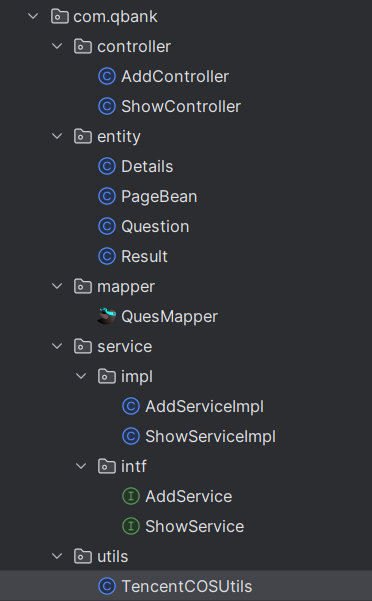 com.qbank
controller
AddController
ShowController
entity
Details
PageBean
Question
Result
mapper
QuesMapper
service
impl
AddServiceImpl
ShowServiceImpl
intf
AddService
ShowService
utils
TencentCOSUtils